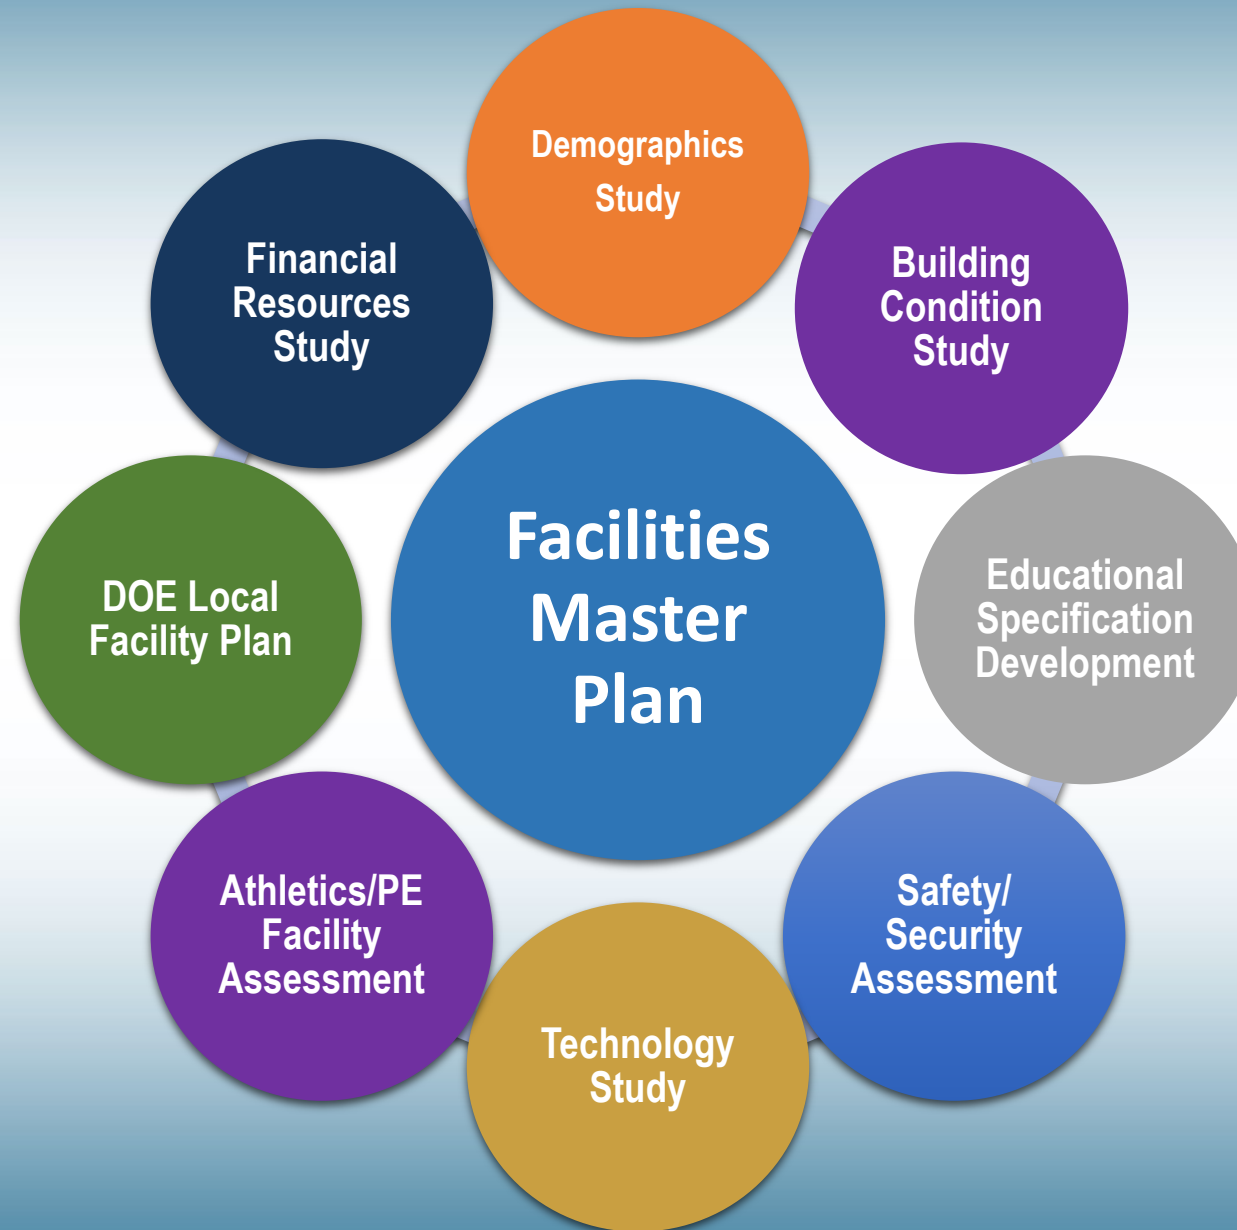 Demographics
Study
Building
Condition
Study
Educational
Specification
Development
Safety/
Security
Assessment
Technology
Study
Athletics/PE
Facility
Assessment
DOE Local
Facility Plan
Financial
Resources
Study
Facilities
Master
Plan